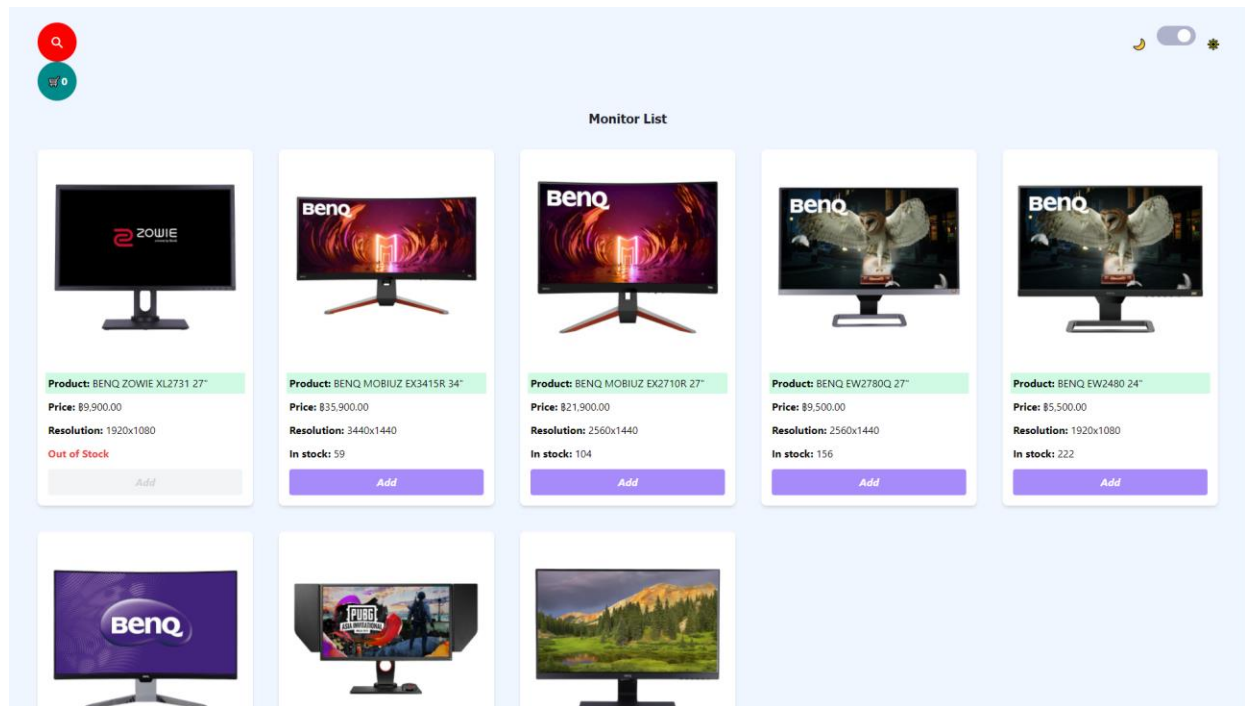 0
Monitor List
ZOWIE
BenQ
BenQ
BenQ
BenQ
Product: BENQ ZOWIE XL2731 27"
Price: ฿9,900.00
Resolution: 1920x1080
Out of Stock
Add
Product: BENQ MOBIUZ EX3415R 34"
Price: ฿35,900.00
Resolution: 3440x1440
In stock: 59
Add
Product: BENQ MOBIUZ EX2710R 27"
Price: ฿21,900.00
Resolution: 2560x1440
In stock: 104
Add
Product: BENQ EW2780Q 27"
Price: ฿9,500.00
Resolution: 2560x1440
In stock: 156
Add
Product: BENQ EW2480 24"
Price: ฿5,500.00
Resolution: 1920x1080
In stock: 222
Add
BenQ
PUBG
ASIA INVITATIONAL